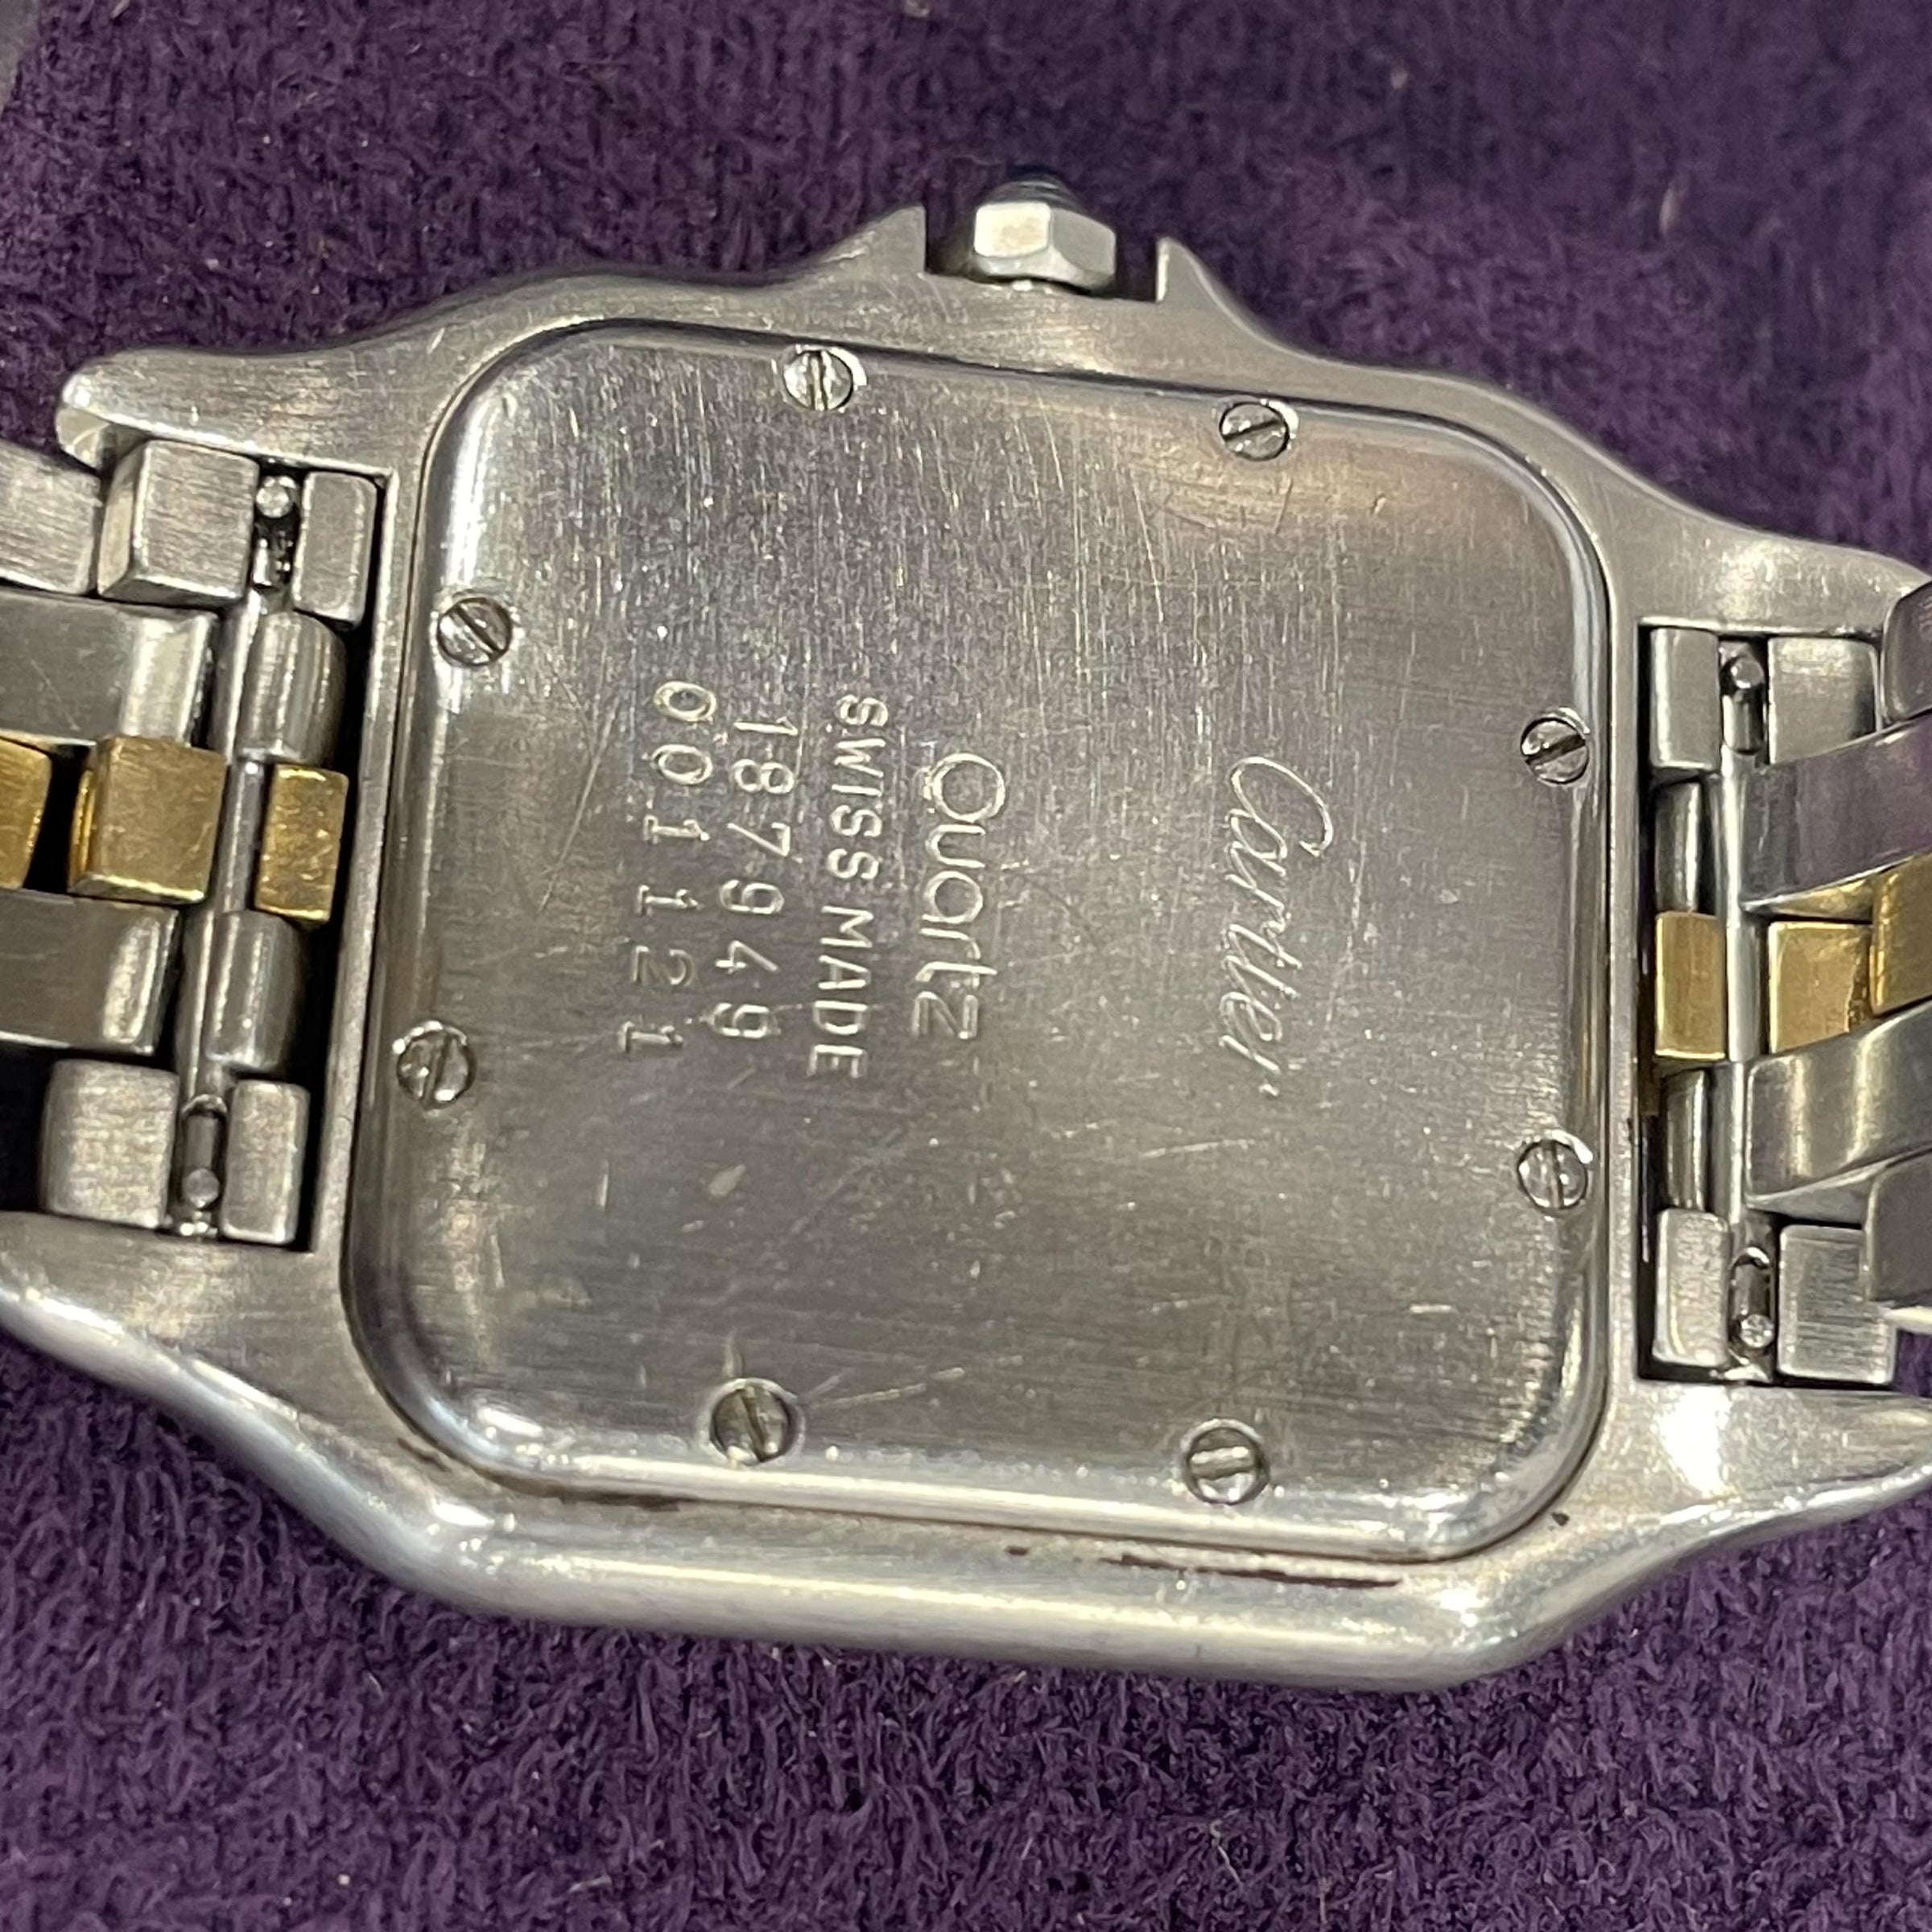 Cartier
Quartz
SWISS MADE
187949
001121